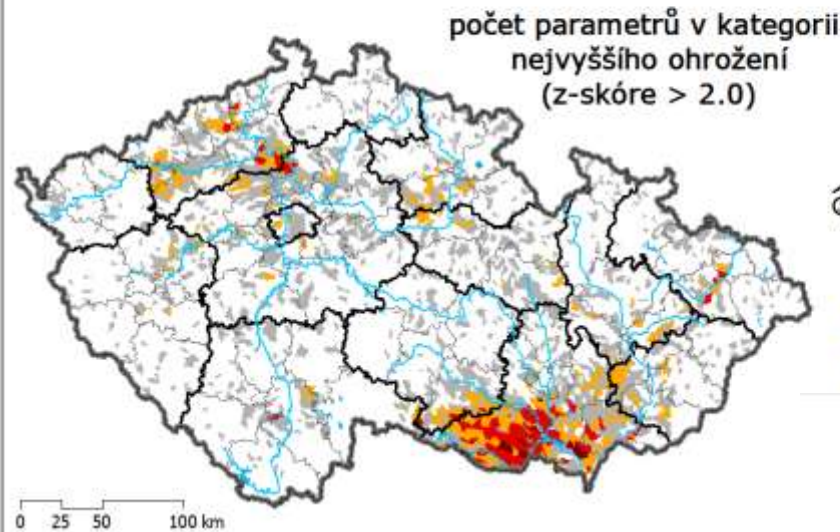 počet parametrů v kategorii
nejvyššího ohrožení
(z-skóre > 2.0)
0 25 50 100 km